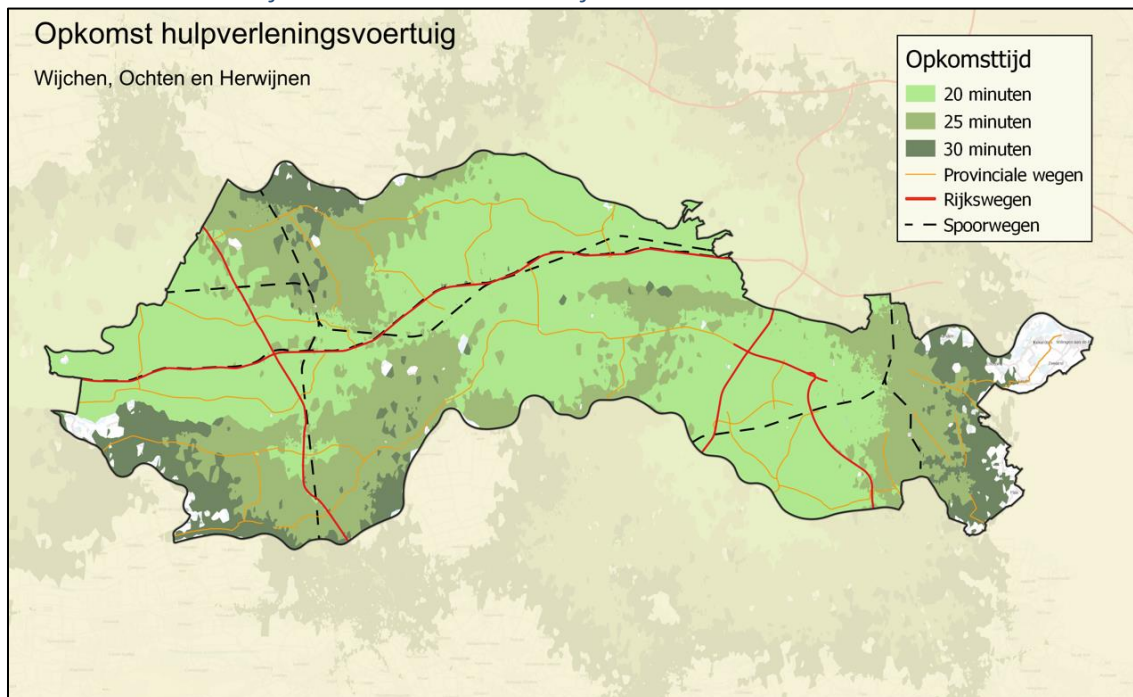 Opkomst hulpverleningsvoertuig
Wijchen, Ochten en Herwijnen
Opkomsttijd
20 minuten
25 minuten
30 minuten
Provinciale wegen
Rijkswegen
Spoorwegen